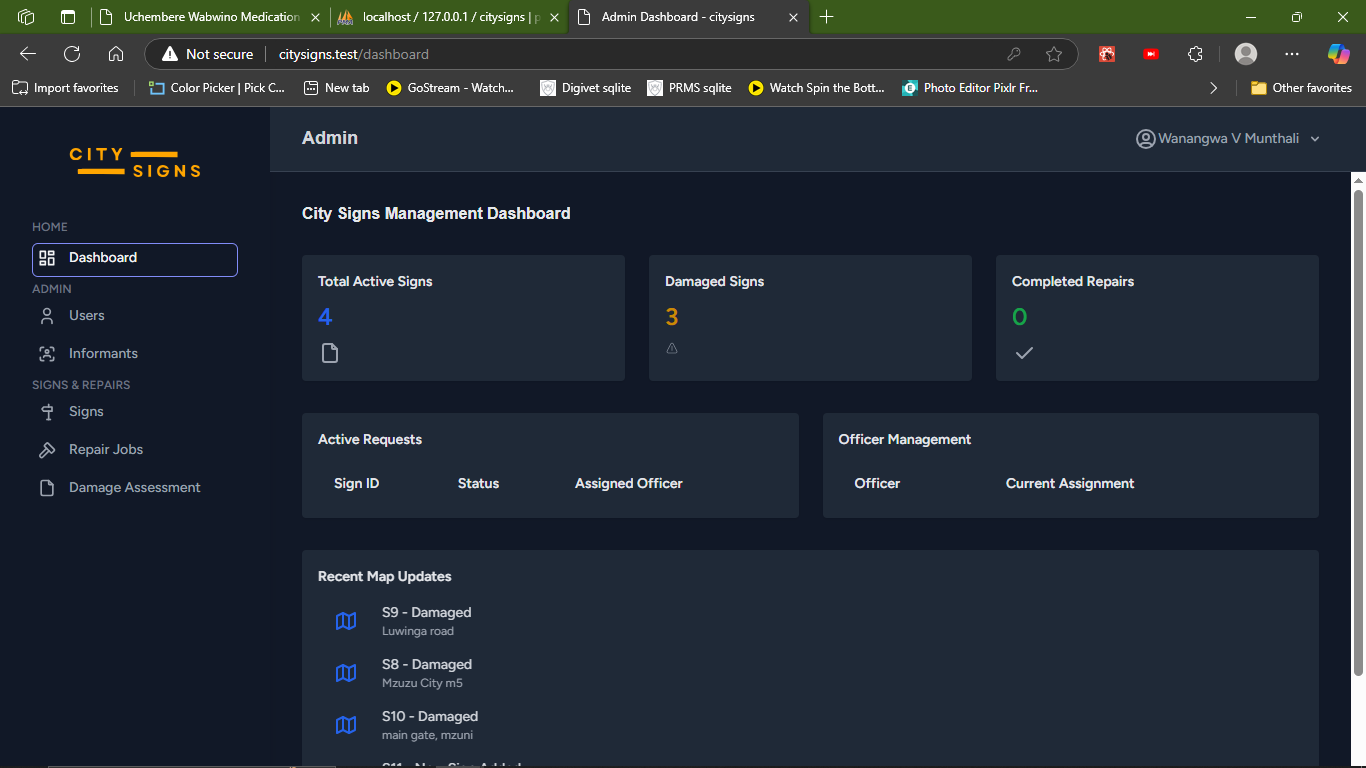 Uchembere Wabwino Medication
localhost / 127.0.0.1 / citysigns | p
Admin Dashboard - citysigns
Not secure
citysigns.test/dashboard
Import favorites
Color Picker | Pick C...
New tab
GoStream - Watch...
Digivet sqlite
PRMS sqlite
Watch Spin the Bott...
Photo Editor Pixlr Fr...
Other favorites
CITY
SIGNS
Admin
Wanangwa V Munthali
HOME
Dashboard
ADMIN
Users
Informants
SIGNS & REPAIRS
Signs
Repair Jobs
Damage Assessment
City Signs Management Dashboard
Total Active Signs
4
Damaged Signs
3
Completed Repairs
0
Active Requests
Sign ID Status Assigned Officer
Officer Management
Officer Current Assignment
Recent Map Updates
S9 - Damaged
Luwinga road
S8 - Damaged
Mzuzu City m5
S10 - Damaged
main gate, mzuni